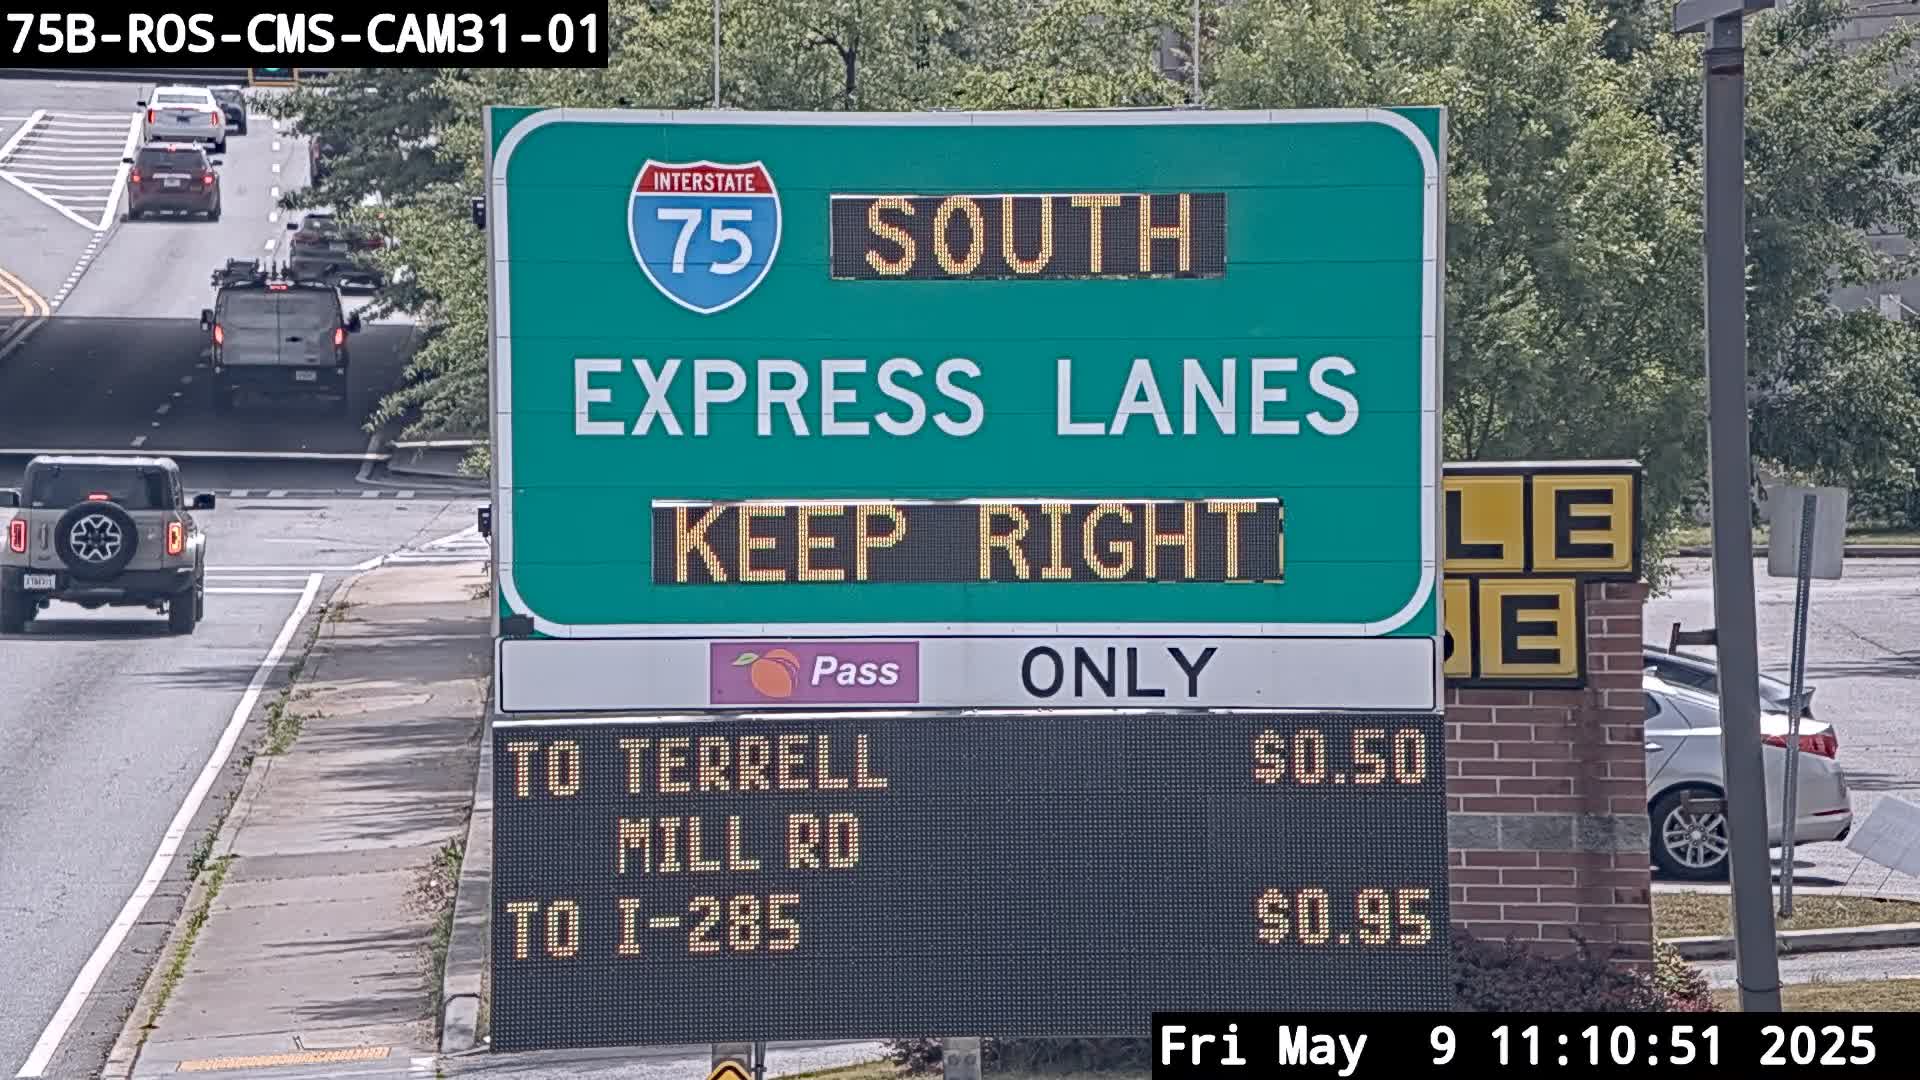 75B-ROS-CMS-CAM31-01
INTERSTATE
75
SOUTH
EXPRESS LANES
KEEP RIGHT
Pass
ONLY
TO TERRELL $0.50
MILL RD
TO I-285 $0.95
LE
E
Fri May 9 11:10:51 2025